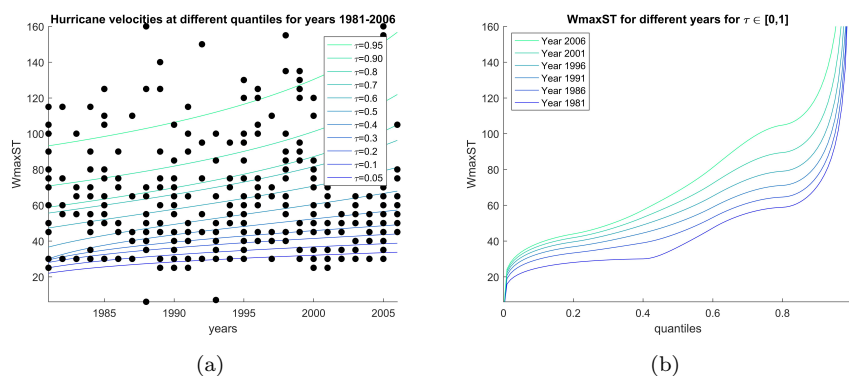 Hurricane velocities at different quantiles for years 1981-2006
WmaxST
160
140
120
100
80
60
40
20
τ=0.95
τ=0.90
τ=0.8
τ=0.7
τ=0.6
τ=0.5
τ=0.4
τ=0.3
τ=0.2
τ=0.1
τ=0.05
1985 1990 1995 2000 2005
years
(a)
WmaxST for different years for τ ∈ [0,1]
WmaxST
160
140
120
100
80
60
40
20
Year 2006
Year 2001
Year 1996
Year 1991
Year 1986
Year 1981
0 0.2 0.4 0.6 0.8
quantiles
(b)